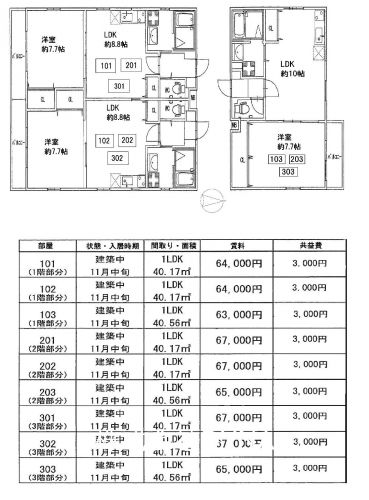 洋室
約7.7帖
LDK
約8.8帖
101 201
301
CL CL
LDK
約8.8帖
102 202
302
洋室
約7.7帖
LDK
約10帖
CL
洋室
約7.7帖
103 203
303
部屋 状態・入居時期 間取り・面積 賃料 共益費
101
(1階部分) 建築中
11月中旬 1LDK
40.17㎡ 64,000円 3,000円
102
(1階部分) 建築中
11月中旬 1LDK
40.17㎡ 64,000円 3,000円
103
(1階部分) 建築中
11月中旬 1LDK
40.56㎡ 63,000円 3,000円
201
(2階部分) 建築中
11月中旬 1LDK
40.17㎡ 67,000円 3,000円
202
(2階部分) 建築中
11月中旬 1LDK
40.17㎡ 67,000円 3,000円
203
(2階部分) 建築中
11月中旬 1LDK
40.56㎡ 65,000円 3,000円
301
(3階部分) 建築中
11月中旬 1LDK
40.17㎡ 67,000円 3,000円
302
(3階部分) 建築中
11月中旬 1LDK
40.17㎡ 67,000円 3,000円
303
(3階部分) 建築中
11月中旬 1LDK
40.56㎡ 65,000円 3,000円